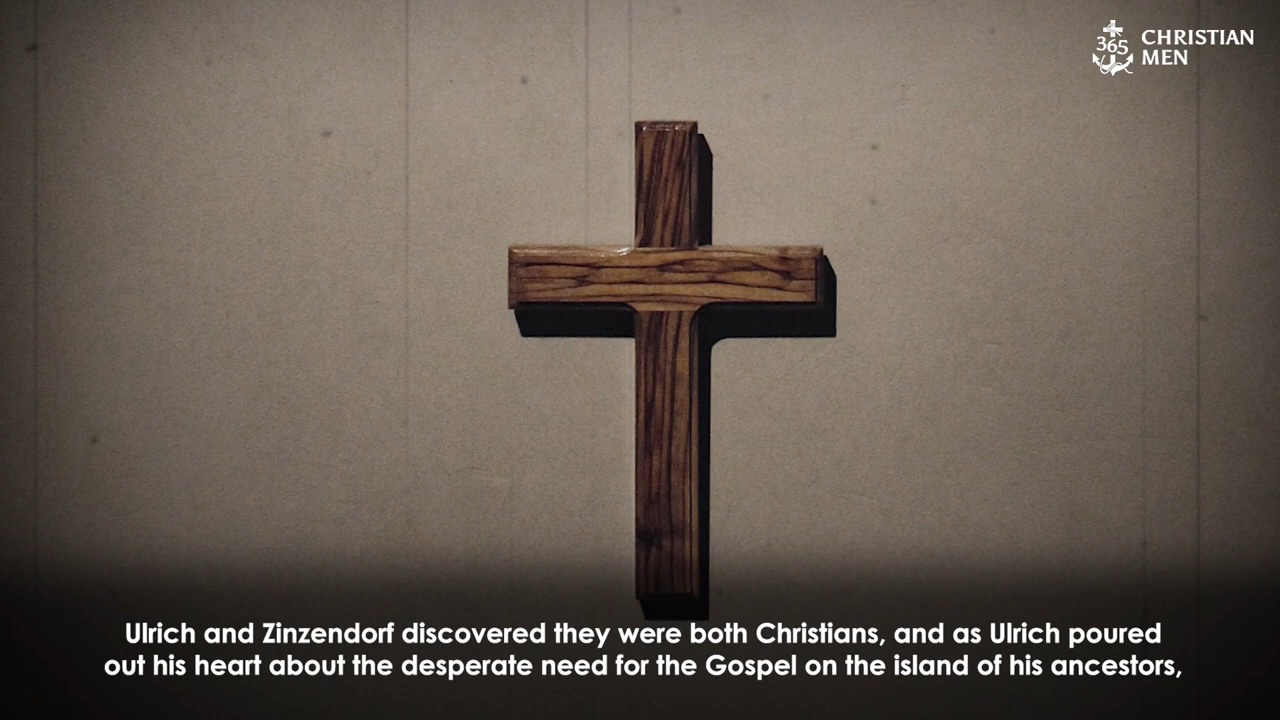 365
CHRISTIAN
MEN
Ulrich and Zinzendorf discovered they were both Christians, and as Ulrich poured
out his heart about the desperate need for the Gospel on the island of his ancestors,